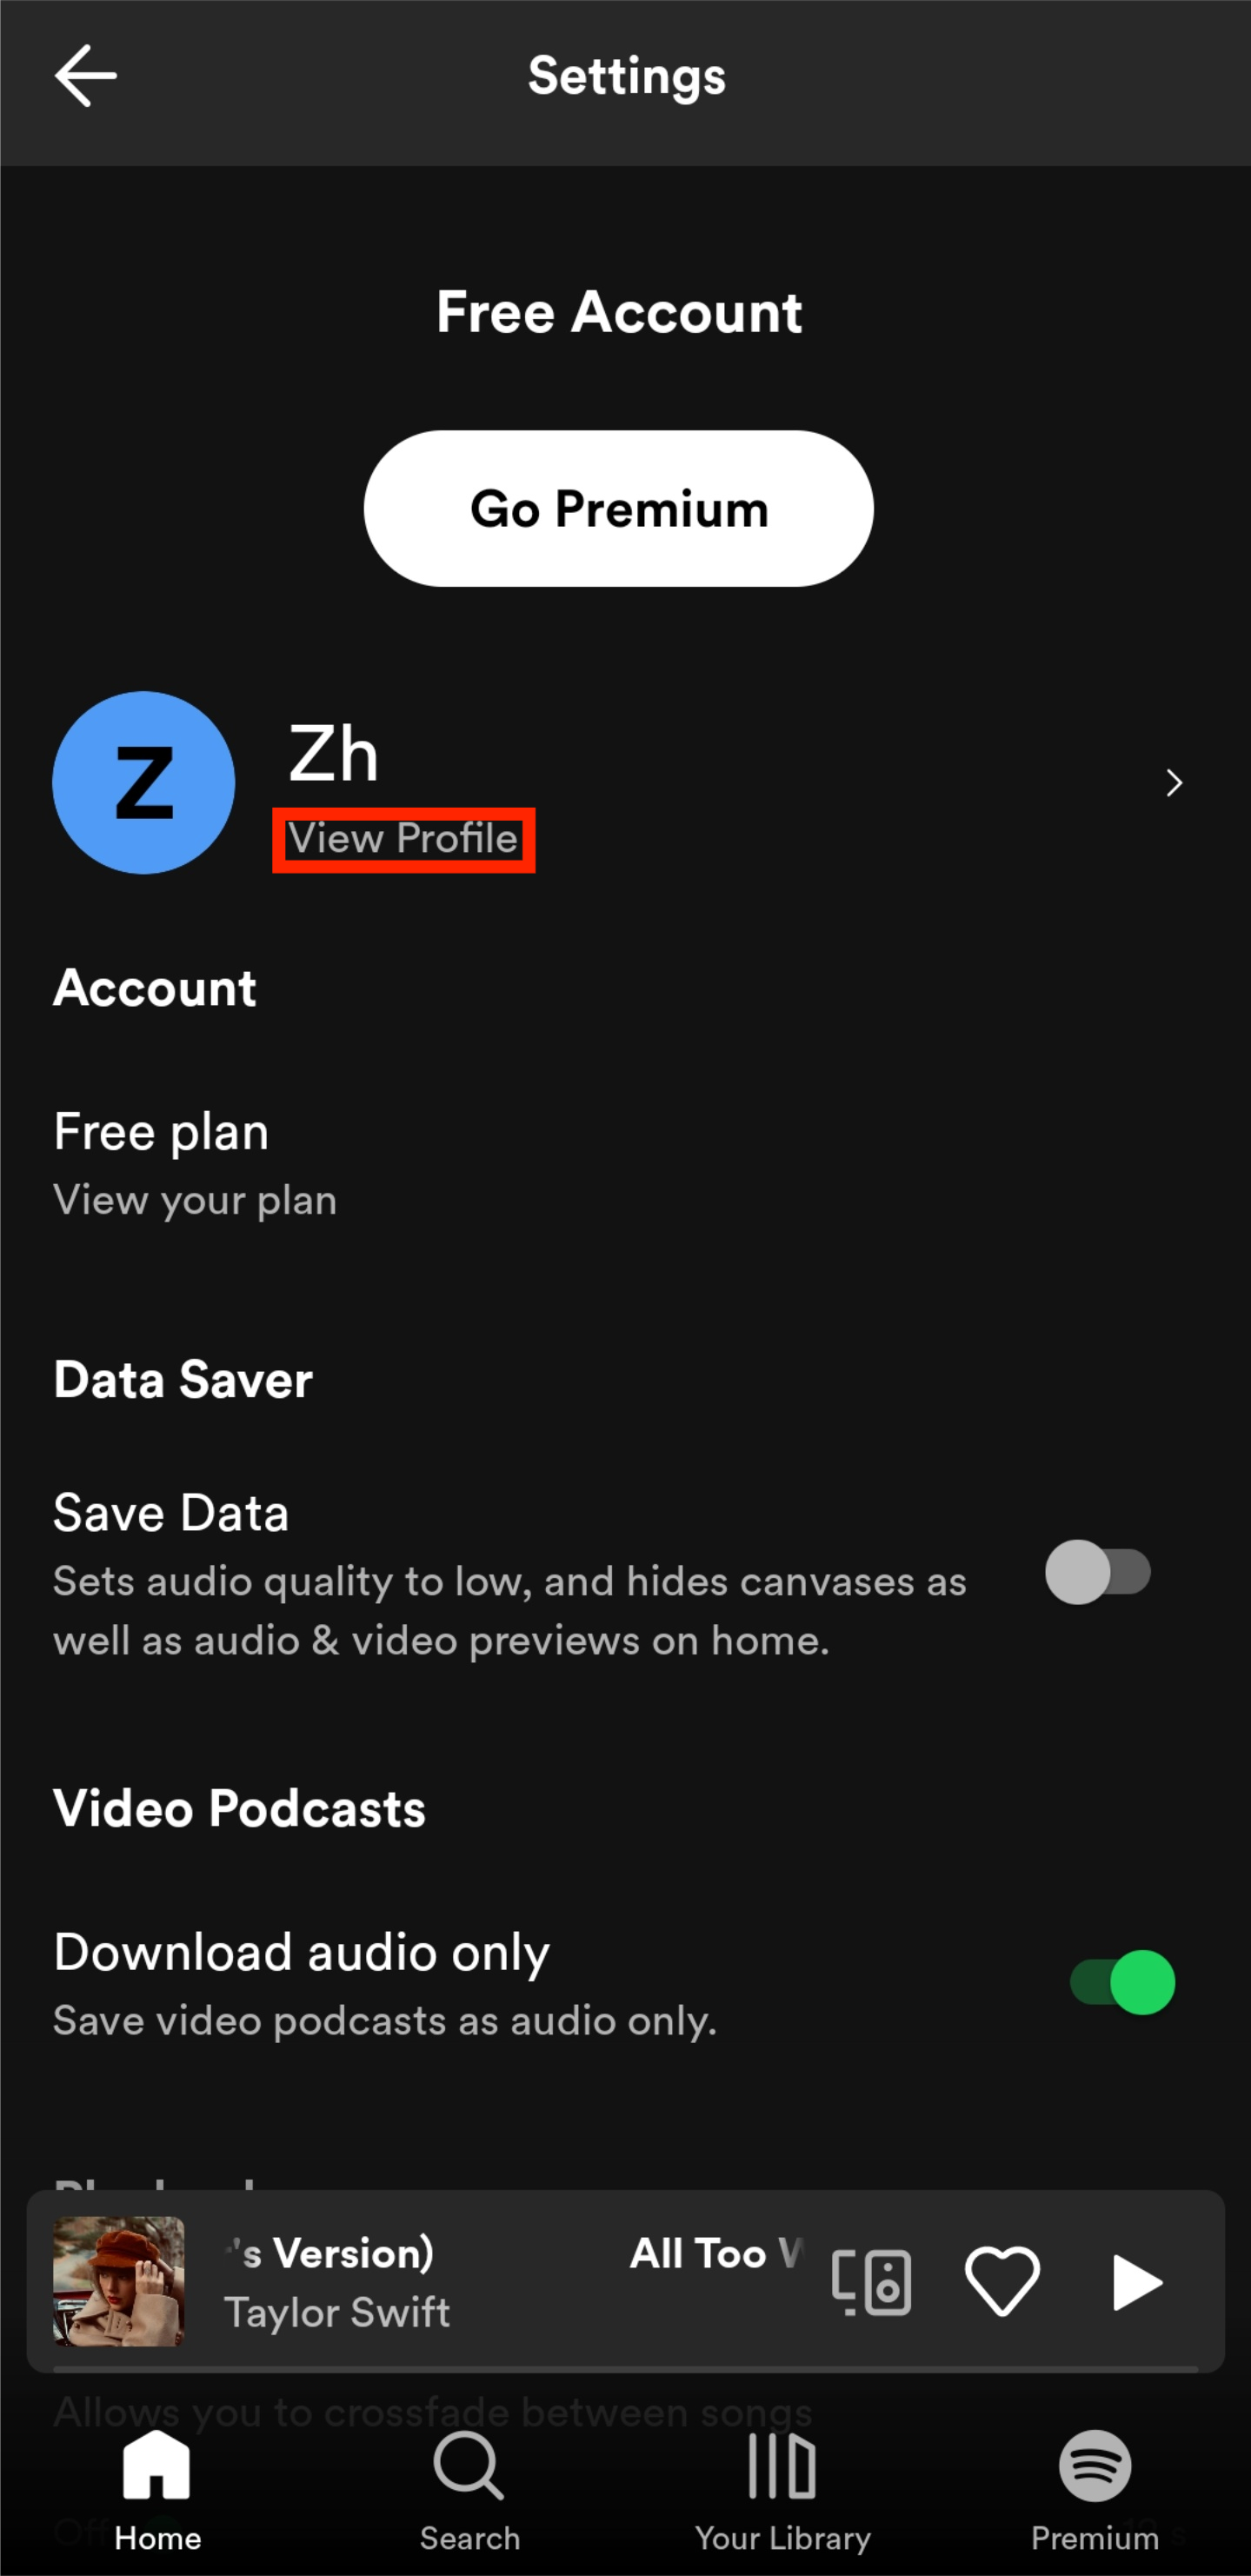 Settings
Free Account
Go Premium
Z
Zh
View Profile
Account
Free plan
View your plan
Data Saver
Save Data
Sets audio quality to low, and hides canvases as
well as audio & video previews on home.
Video Podcasts
Download audio only
Save video podcasts as audio only.
's Version) All Too
Taylor Swift
Allows you to crossfade between songs
Off
Home Search Your Library Premium